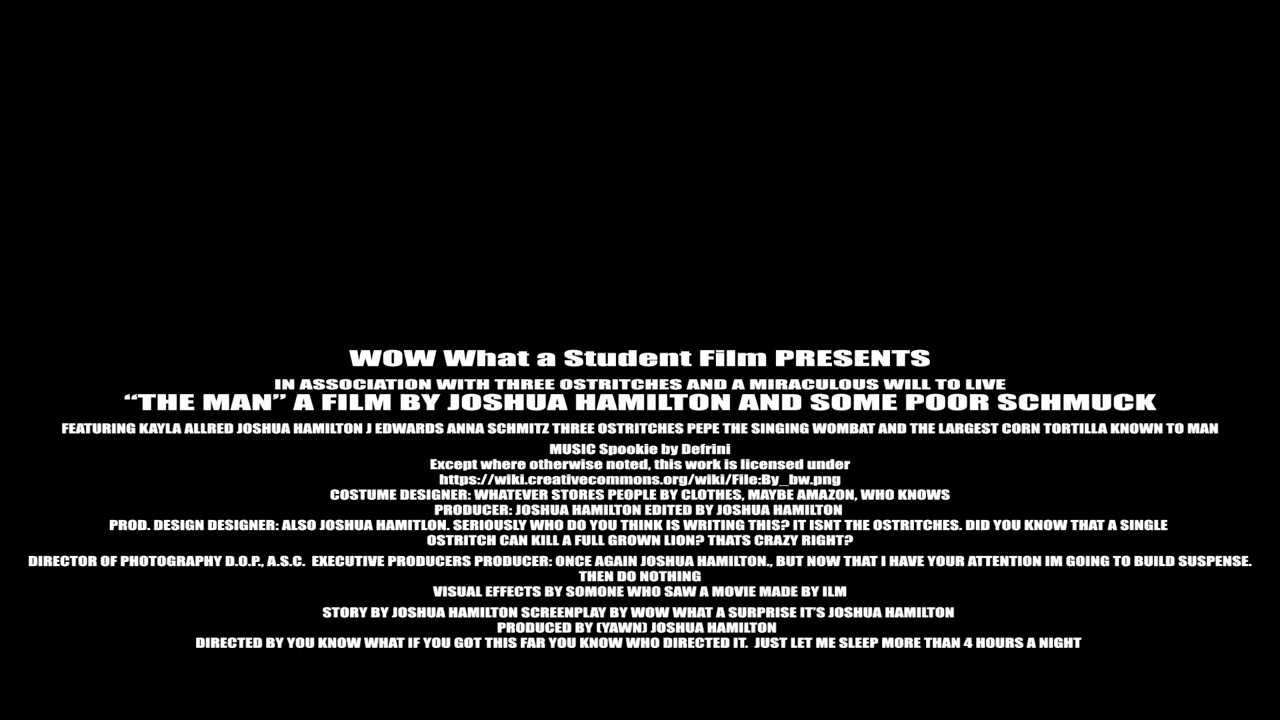 WOW What a Student Film PRESENTS
IN ASSOCIATION WITH THREE OSTRITCHES AND A MIRACULOUS WILL TO LIVE
“THE MAN” A FILM BY JOSHUA HAMILTON AND SOME POOR SCHMUCK
FEATURING KAYLA ALLRED JOSHUA HAMILTON J EDWARDS ANNA SCHMITZ THREE OSTRITCHES PEPE THE SINGING WOMBAT AND THE LARGEST CORN TORTILLA KNOWN TO MAN
MUSIC Spookie by Defrini
Except where otherwise noted, this work is licensed under
https://wiki.creativecommons.org/wiki/File:By_bw.png
COSTUME DESIGNER: WHATEVER STORES PEOPLE BY CLOTHES, MAYBE AMAZON, WHO KNOWS
PRODUCER: JOSHUA HAMILTON EDITED BY JOSHUA HAMILTON
PROD. DESIGN DESIGNER: ALSO JOSHUA HAMITLON. SERIOUSLY WHO DO YOU THINK IS WRITING THIS? IT ISNT THE OSTRITCHES. DID YOU KNOW THAT A SINGLE
OSTRITCH CAN KILL A FULL GROWN LION? THATS CRAZY RIGHT?
DIRECTOR OF PHOTOGRAPHY D.O.P., A.S.C.  EXECUTIVE PRODUCERS PRODUCER: ONCE AGAIN JOSHUA HAMILTON., BUT NOW THAT I HAVE YOUR ATTENTION IM GOING TO BUILD SUSPENSE.
THEN DO NOTHING
VISUAL EFFECTS BY SOMONE WHO SAW A MOVIE MADE BY ILM
STORY BY JOSHUA HAMILTON SCREENPLAY BY WOW WHAT A SURPRISE IT’S JOSHUA HAMILTON
PRODUCED BY (YAWN) JOSHUA HAMILTON
DIRECTED BY YOU KNOW WHAT IF YOU GOT THIS FAR YOU KNOW WHO DIRECTED IT.  JUST LET ME SLEEP MORE THAN 4 HOURS A NIGHT